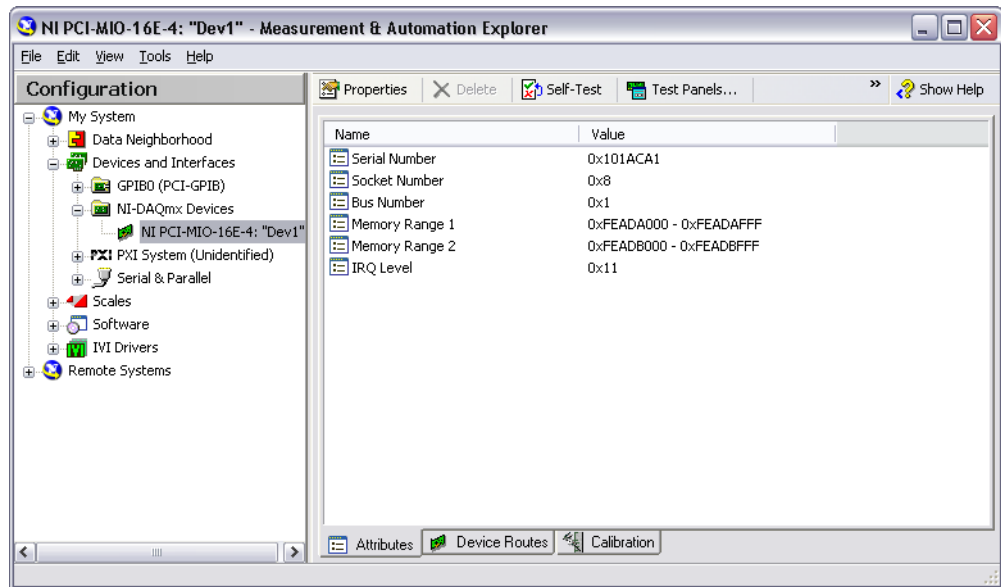 NI PCI-MIO-16E-4: "Dev1" - Measurement & Automation Explorer
File Edit View Tools Help
Configuration
My System
Data Neighborhood
Devices and Interfaces
GPIB0 (PCI-GPIB)
NI-DAQmx Devices
NI PCI-MIO-16E-4: "Dev1"
PXI PXI System (Unidentified)
Serial & Parallel
Scales
Software
IVI Drivers
Remote Systems
Properties Delete Self-Test Test Panels... » Show Help
Name Value
Serial Number 0x101ACA1
Socket Number 0x8
Bus Number 0x1
Memory Range 1 0xFEADA000 - 0xFEADAFFF
Memory Range 2 0xFEADB000 - 0xFEADBFFF
IRQ Level 0x11
Attributes Device Routes Calibration